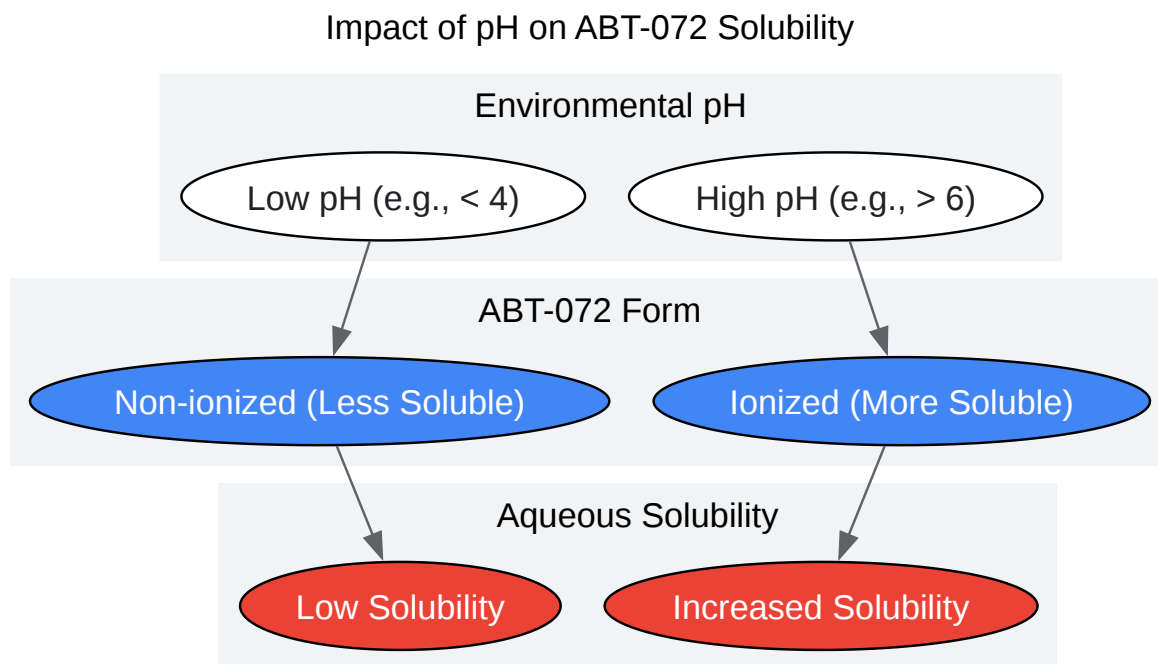 Impact of pH on ABT-072 Solubility
Environmental pH
Low pH (e.g., < 4)
High pH (e.g., > 6)
ABT-072 Form
Non-ionized (Less Soluble)
Ionized (More Soluble)
Aqueous Solubility
Low Solubility
Increased Solubility